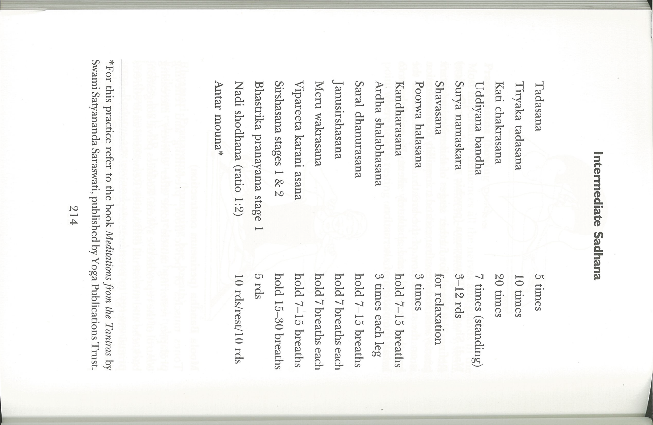 Intermediate Sadhana
Tadasana 5 times
Tiryaka tadasana 10 times
Kati chakrasana 20 times
Uddiyana bandha 7 times (standing)
Surya namaskara 3–12 rds
Shavasana for relaxation
Poorwa halasana 3 times
Kandharasana hold 7–15 breaths
Ardha shalabhasana 3 times each leg
Saral dhanurasana hold 7–15 breaths
Janusirshasana hold 7 breaths each
Meru wakrasana hold 7 breaths each
Vipareeta karani asana hold 7–15 breaths
Sirshasana stages 1 & 2 hold 15–30 breaths
Bhastrika pranayama stage 1 5 rds
Nadi shodhana (ratio 1:2) 10 rds/rest/10 rds
Antar mouna*
*For this practice refer to the book Meditations from the Tantras by
Swami Satyananda Saraswati, published by Yoga Publications Trust.
214